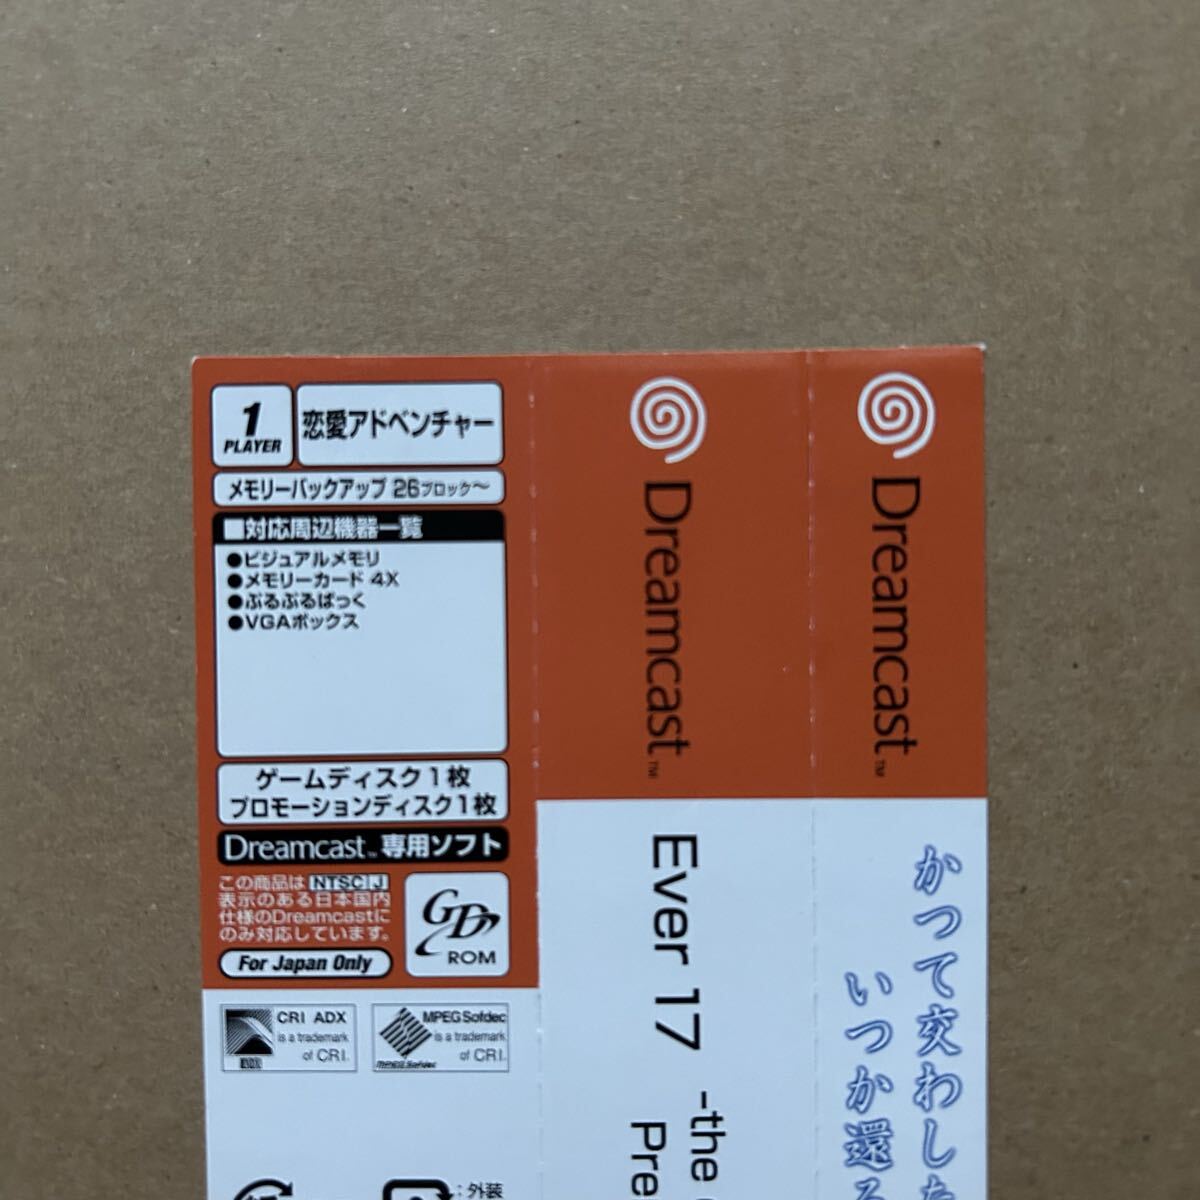 1
PLAYER
恋愛アドベンチャー
メモリーバックアップ 26ブロック〜
■対応周辺機器一覧
●ビジュアルメモリ
●メモリーカード 4X
●ぷるぷるぱっく
●VGAボックス
ゲームディスク1枚
プロモーションディスク1枚
Dreamcast™ 専用ソフト
この商品は NTSC J
表示のある日本国内
仕様のDreamcastに
のみ対応しています。
For Japan Only
GD
ROM
CRI ADX
is a trademark
of CRI.
ADX
MPEG Sofdec
is a trademark
of CRI.
MPEG Sofdec
:外装
Dreamcast™
Ever 17 -the
Pre
Dreamcast™
かつて交わした
いつか還る